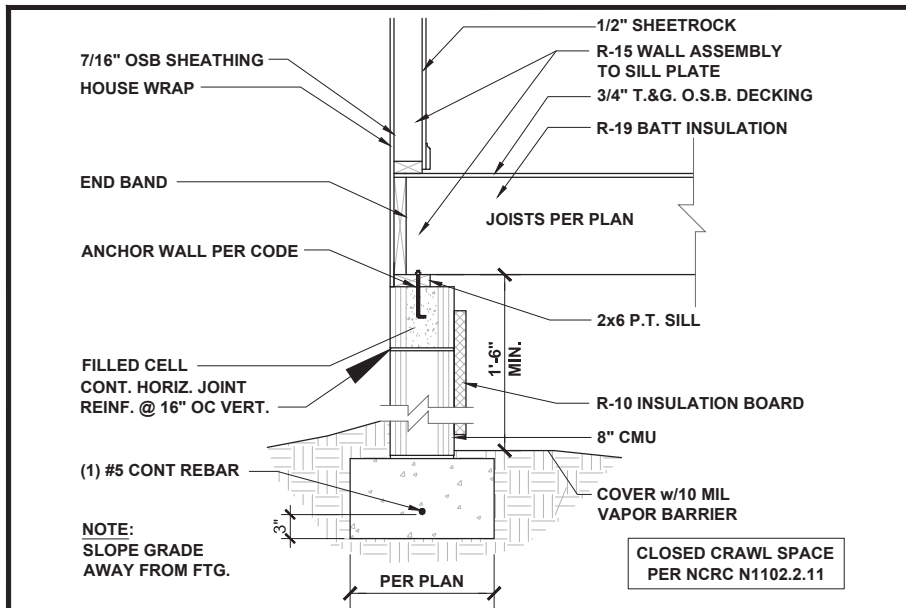 1/2" SHEETROCK
7/16" OSB SHEATHING
R-15 WALL ASSEMBLY
TO SILL PLATE
HOUSE WRAP
3/4" T.&G. O.S.B. DECKING
R-19 BATT INSULATION
END BAND
JOISTS PER PLAN
ANCHOR WALL PER CODE
2x6 P.T. SILL
1'-6"
MIN.
FILLED CELL
CONT. HORIZ. JOINT
REINF. @ 16" OC VERT.
R-10 INSULATION BOARD
8" CMU
(1) #5 CONT REBAR
COVER w/10 MIL
VAPOR BARRIER
3"
NOTE:
SLOPE GRADE
AWAY FROM FTG.
PER PLAN
CLOSED CRAWL SPACE
PER NCRC N1102.2.11